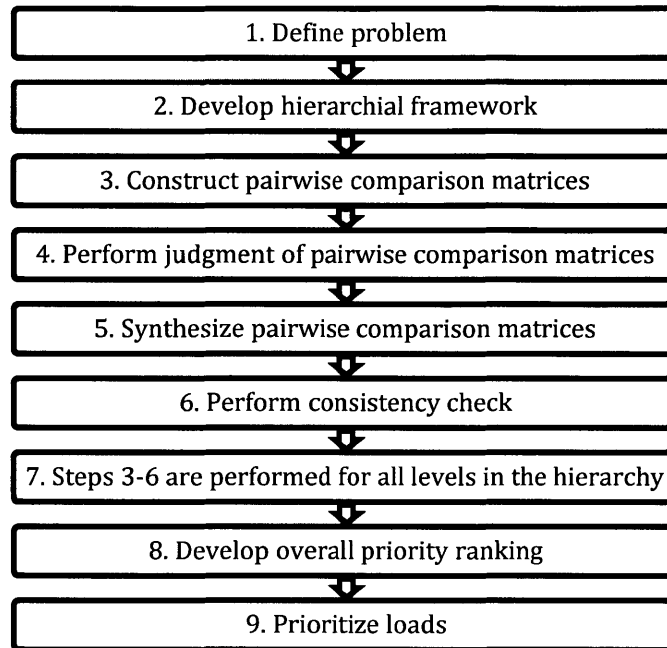 1. Define problem
2. Develop hierarchial framework
3. Construct pairwise comparison matrices
4. Perform judgment of pairwise comparison matrices
5. Synthesize pairwise comparison matrices
6. Perform consistency check
7. Steps 3-6 are performed for all levels in the hierarchy
8. Develop overall priority ranking
9. Prioritize loads